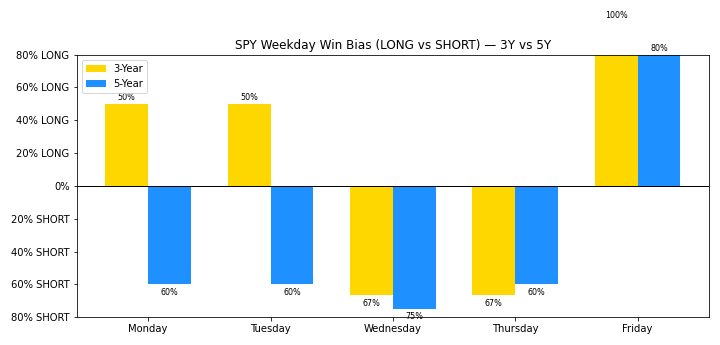 100%
SPY Weekday Win Bias (LONG vs SHORT) — 3Y vs 5Y
80% LONG
60% LONG
40% LONG
20% LONG
0%
20% SHORT
40% SHORT
60% SHORT
80% SHORT
3-Year
5-Year
50%
50%
80%
60%
60%
67%
75%
67%
60%
Monday
Tuesday
Wednesday
Thursday
Friday